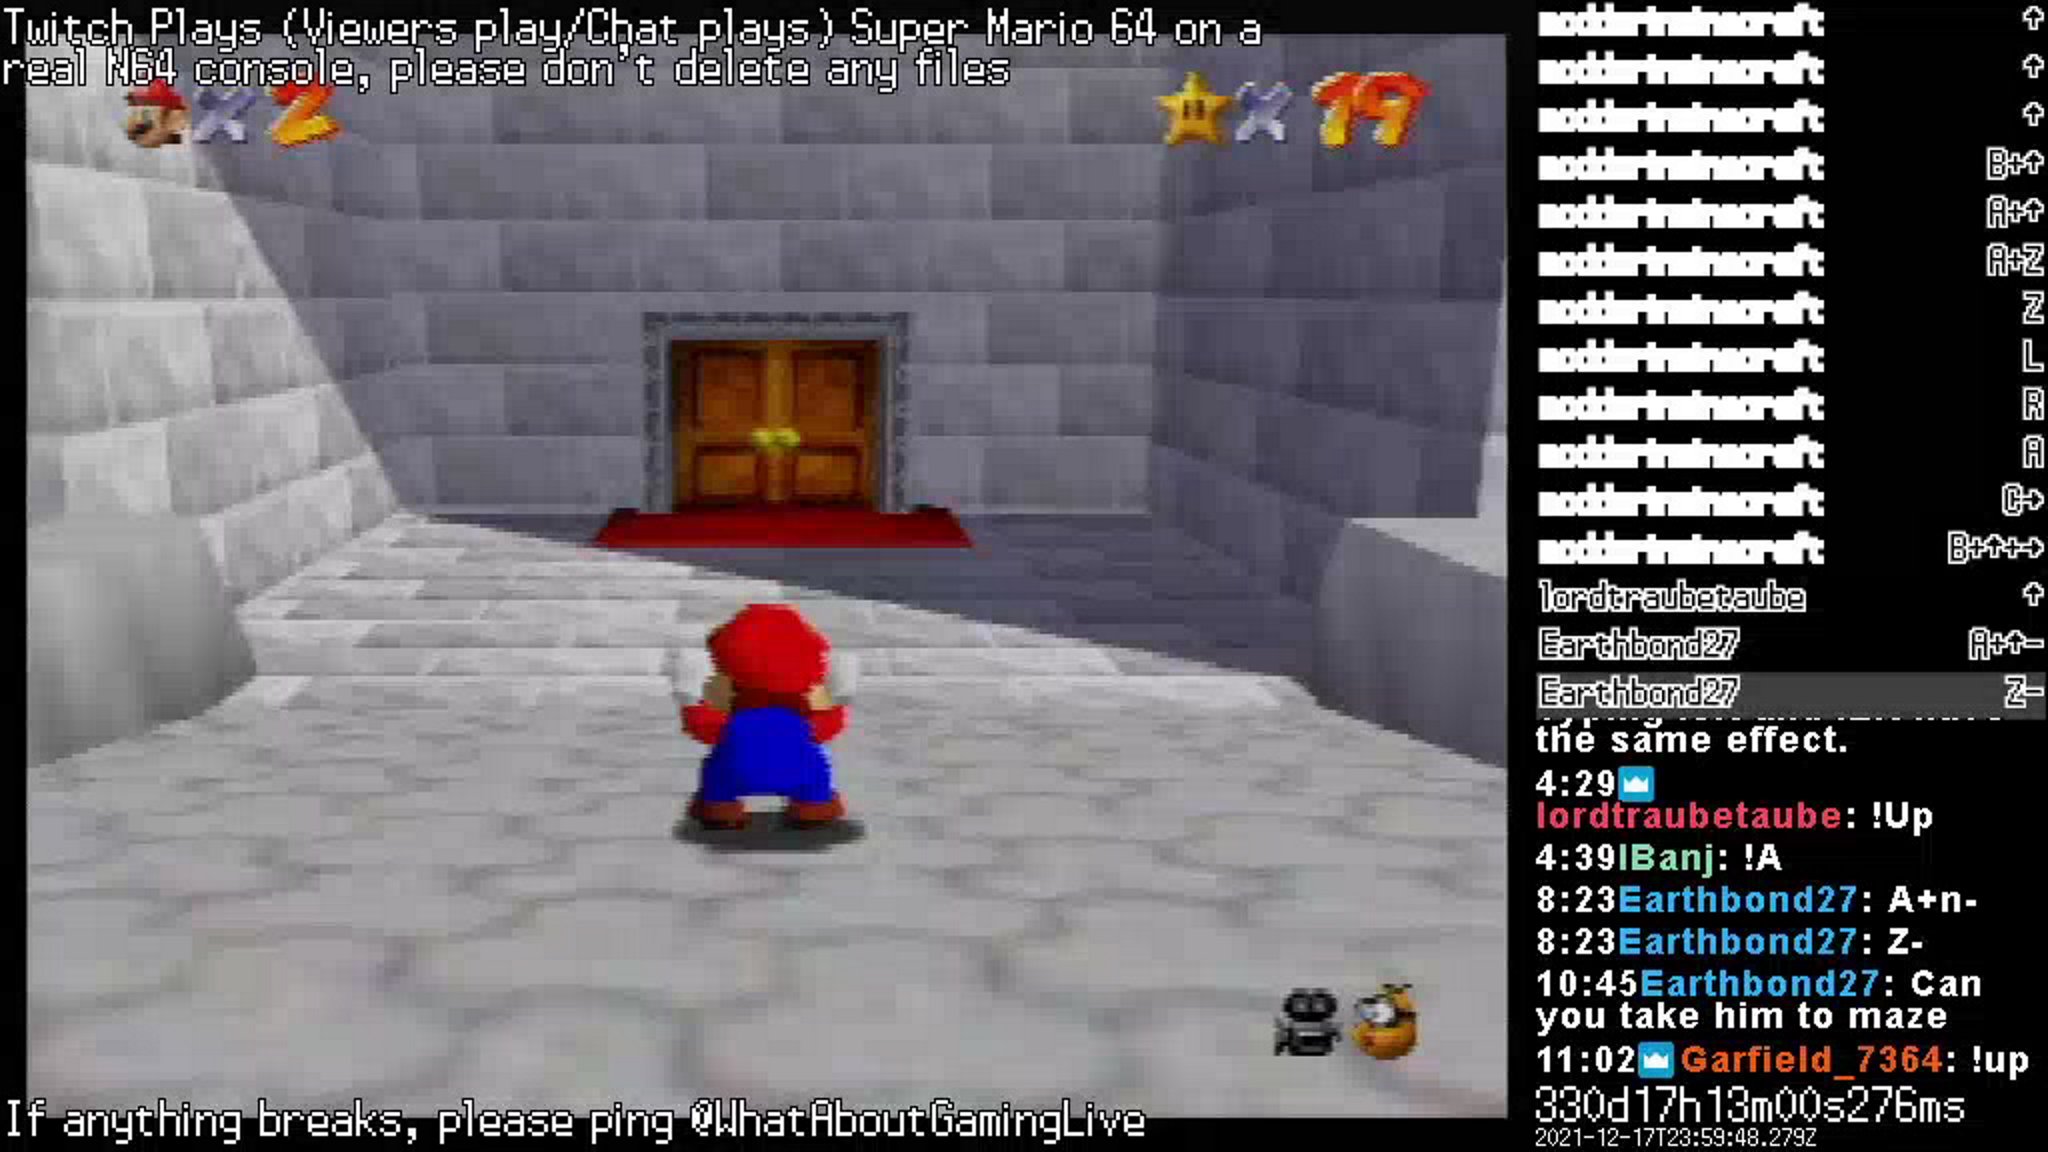 Twitch Plays (Viewers play/Chat plays) Super Mario 64 on a
real N64 console, please don't delete any files
x 2
x 19
↑
↑
↑
B+↑
A+↑
A+Z
Z
L
R
A
C→
B+↑+→
lordtraubetaube ↑
Earthbond27 A+↑-
Earthbond27 Z-
the same effect.
4:29
lordtraubetaube: !Up
4:39IBanj: !A
8:23Earthbond27: A+n-
8:23Earthbond27: Z-
10:45Earthbond27: Can
you take him to maze
11:02 Garfield_7364: !up
330d17h13m00s276ms
2021-12-17T23:59:48.279Z
If anything breaks, please ping @WhatAboutGamingLive